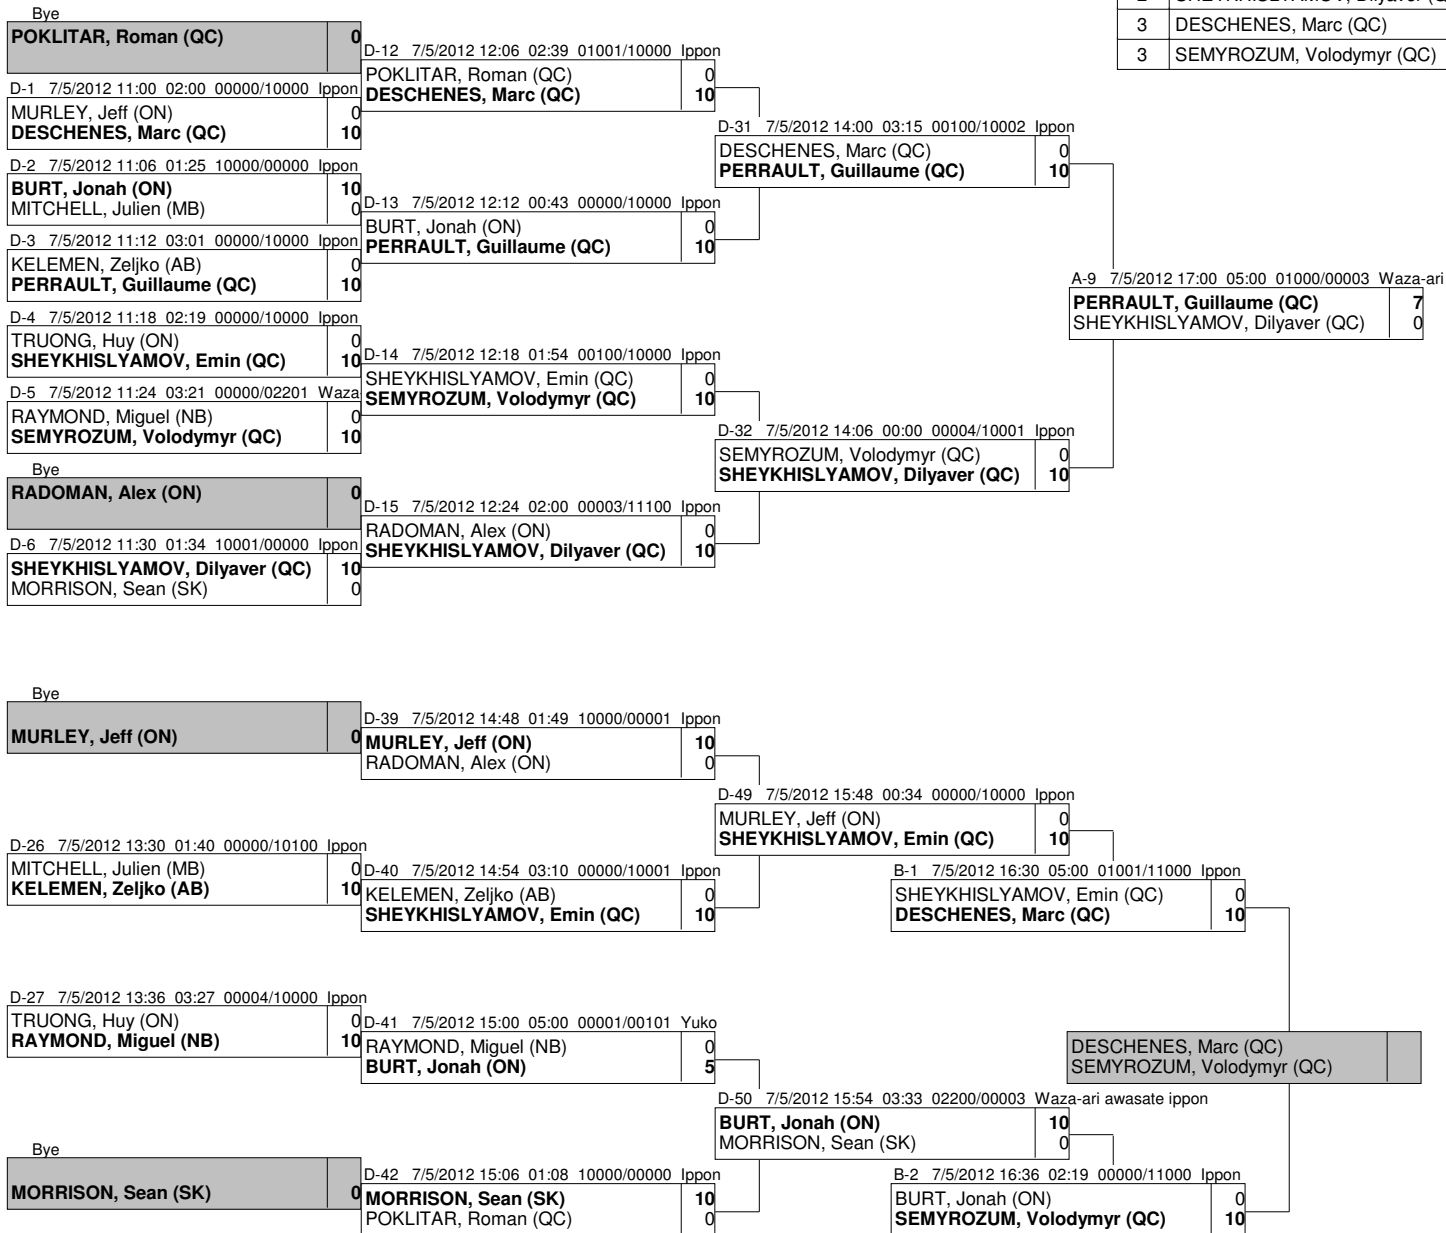 3 DESCHENES, Marc (QC)
3 SEMYROZUM, Volodymyr (QC)
Bye
POKLITAR, Roman (QC) 0
D-1 7/5/2012 11:00 02:00 00000/10000 Ippon
MURLEY, Jeff (ON) 0
DESCHENES, Marc (QC) 10
D-2 7/5/2012 11:06 01:25 10000/00000 Ippon
BURT, Jonah (ON) 10
MITCHELL, Julien (MB) 0
D-3 7/5/2012 11:12 03:01 00000/10000 Ippon
KELEMEN, Zeljko (AB) 0
PERRAULT, Guillaume (QC) 10
D-4 7/5/2012 11:18 02:19 00000/10000 Ippon
TRUONG, Huy (ON) 0
SHEYKHISLYAMOV, Emin (QC) 10
D-5 7/5/2012 11:24 03:21 00000/02201 Waza-
RAYMOND, Miguel (NB) 0
SEMYROZUM, Volodymyr (QC) 10
Bye
RADOMAN, Alex (ON) 0
D-6 7/5/2012 11:30 01:34 10001/00000 Ippon
SHEYKHISLYAMOV, Dilyaver (QC) 10
MORRISON, Sean (SK) 0
D-12 7/5/2012 12:06 02:39 01001/10000 Ippon
POKLITAR, Roman (QC) 0
DESCHENES, Marc (QC) 10
D-13 7/5/2012 12:12 00:43 00000/10000 Ippon
BURT, Jonah (ON) 0
PERRAULT, Guillaume (QC) 10
D-14 7/5/2012 12:18 01:54 00100/10000 Ippon
SHEYKHISLYAMOV, Emin (QC) 0
SEMYROZUM, Volodymyr (QC) 10
D-15 7/5/2012 12:24 02:00 00003/11100 Ippon
RADOMAN, Alex (ON) 0
SHEYKHISLYAMOV, Dilyaver (QC) 10
D-31 7/5/2012 14:00 03:15 00100/10002 Ippon
DESCHENES, Marc (QC) 0
PERRAULT, Guillaume (QC) 10
D-32 7/5/2012 14:06 00:00 00004/10001 Ippon
SEMYROZUM, Volodymyr (QC) 0
SHEYKHISLYAMOV, Dilyaver (QC) 10
A-9 7/5/2012 17:00 05:00 01000/00003 Waza-ari
PERRAULT, Guillaume (QC) 7
SHEYKHISLYAMOV, Dilyaver (QC) 0
Bye
MURLEY, Jeff (ON) 0
D-26 7/5/2012 13:30 01:40 00000/10100 Ippon
MITCHELL, Julien (MB) 0
KELEMEN, Zeljko (AB) 10
D-27 7/5/2012 13:36 03:27 00004/10000 Ippon
TRUONG, Huy (ON) 0
RAYMOND, Miguel (NB) 10
Bye
MORRISON, Sean (SK) 0
D-39 7/5/2012 14:48 01:49 10000/00001 Ippon
MURLEY, Jeff (ON) 10
RADOMAN, Alex (ON) 0
D-40 7/5/2012 14:54 03:10 00000/10001 Ippon
KELEMEN, Zeljko (AB) 0
SHEYKHISLYAMOV, Emin (QC) 10
D-41 7/5/2012 15:00 05:00 00001/00101 Yuko
RAYMOND, Miguel (NB) 0
BURT, Jonah (ON) 5
D-42 7/5/2012 15:06 01:08 10000/00000 Ippon
MORRISON, Sean (SK) 10
POKLITAR, Roman (QC) 0
D-49 7/5/2012 15:48 00:34 00000/10000 Ippon
MURLEY, Jeff (ON) 0
SHEYKHISLYAMOV, Emin (QC) 10
D-50 7/5/2012 15:54 03:33 02200/00003 Waza-ari awasate ippon
BURT, Jonah (ON) 10
MORRISON, Sean (SK) 0
B-1 7/5/2012 16:30 05:00 01001/11000 Ippon
SHEYKHISLYAMOV, Emin (QC) 0
DESCHENES, Marc (QC) 10
B-2 7/5/2012 16:36 02:19 00000/11000 Ippon
BURT, Jonah (ON) 0
SEMYROZUM, Volodymyr (QC) 10
DESCHENES, Marc (QC)
SEMYROZUM, Volodymyr (QC)